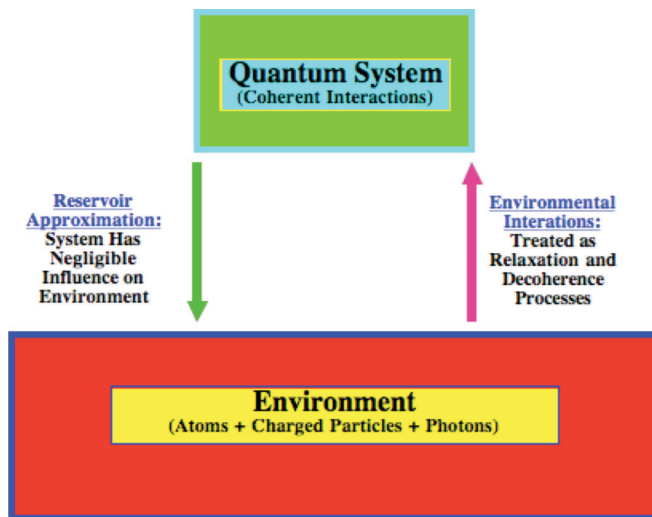 Quantum System
(Coherent Interactions)
Reservoir
Approximation:
System Has
Negligible
Influence on
Environment
Environmental
Interations:
Treated as
Relaxation and
Decoherence
Processes
Environment
(Atoms + Charged Particles + Photons)